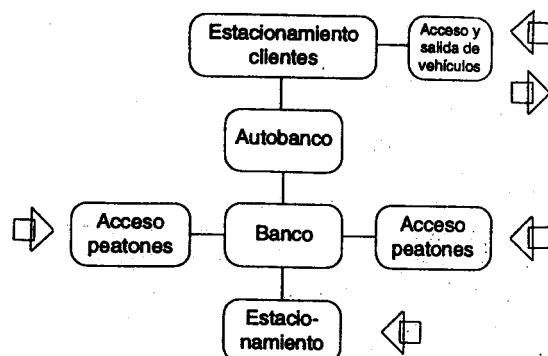 Estacionamiento
clientes
Acceso y
salida de
vehículos
Autobanco
Acceso
peatones
Banco
Acceso
peatones
Estacio-
namiento